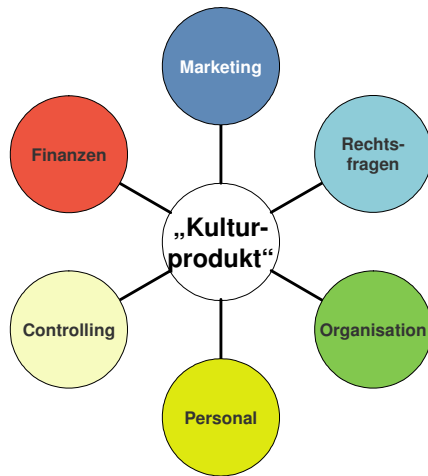 Marketing
Finanzen
Rechts-
fragen
„Kultur-
produkt“
Controlling
Organisation
Personal